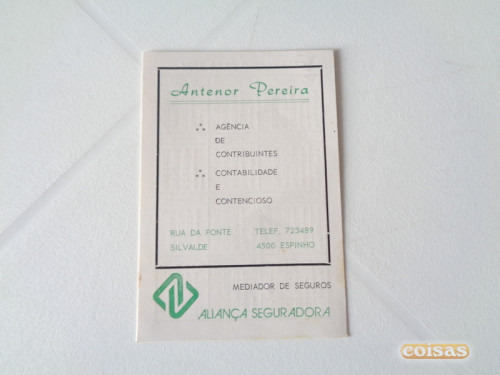 Antenor Pereira
AGÊNCIA
DE
CONTRIBUINTES
CONTABILIDADE
E
CONTENCIOSO
RUA DA FONTE TELEF. 723489
SILVALDE 4500 ESPINHO
MEDIADOR DE SEGUROS
ALIANÇA SEGURADORA
coisas